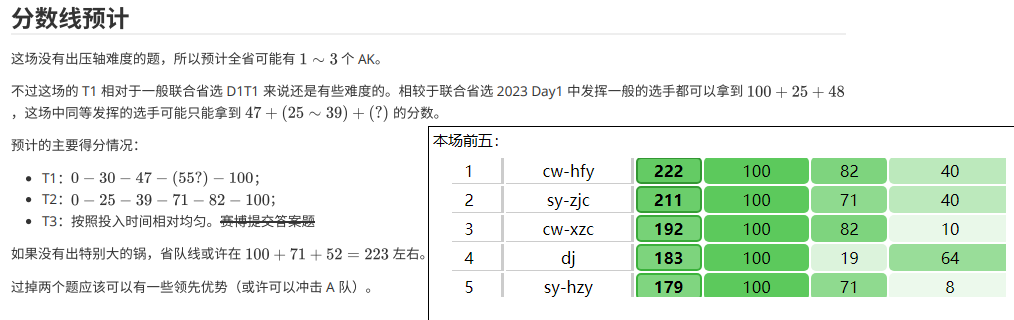 分数线预计
这场没有出压轴难度的题，所以预计全省可能有 1 ∼ 3 个 AK。
不过这场的 T1 相对于一般联合省选 D1T1 来说还是有些难度的。相较于联合省选 2023 Day1 中发挥一般的选手都可以拿到 100 + 25 + 48
，这场中同等发挥的选手可能只能拿到 47 + (25 ∼ 39) + (?) 的分数。
预计的主要得分情况：
• T1：0 − 30 − 47 − (55?) − 100；
• T2：0 − 25 − 39 − 71 − 82 − 100；
• T3：按照投入时间相对均匀。赛博提交答案题
如果没有出特别大的锅，省队线或许在 100 + 71 + 52 = 223 左右。
过掉两个题应该可以有一些领先优势（或许可以冲击 A 队）。
本场前五：
1 cw-hfy 222 100 82 40
2 sy-zjc 211 100 71 40
3 cw-xzc 192 100 82 10
4 dj 183 100 19 64
5 sy-hzy 179 100 71 8